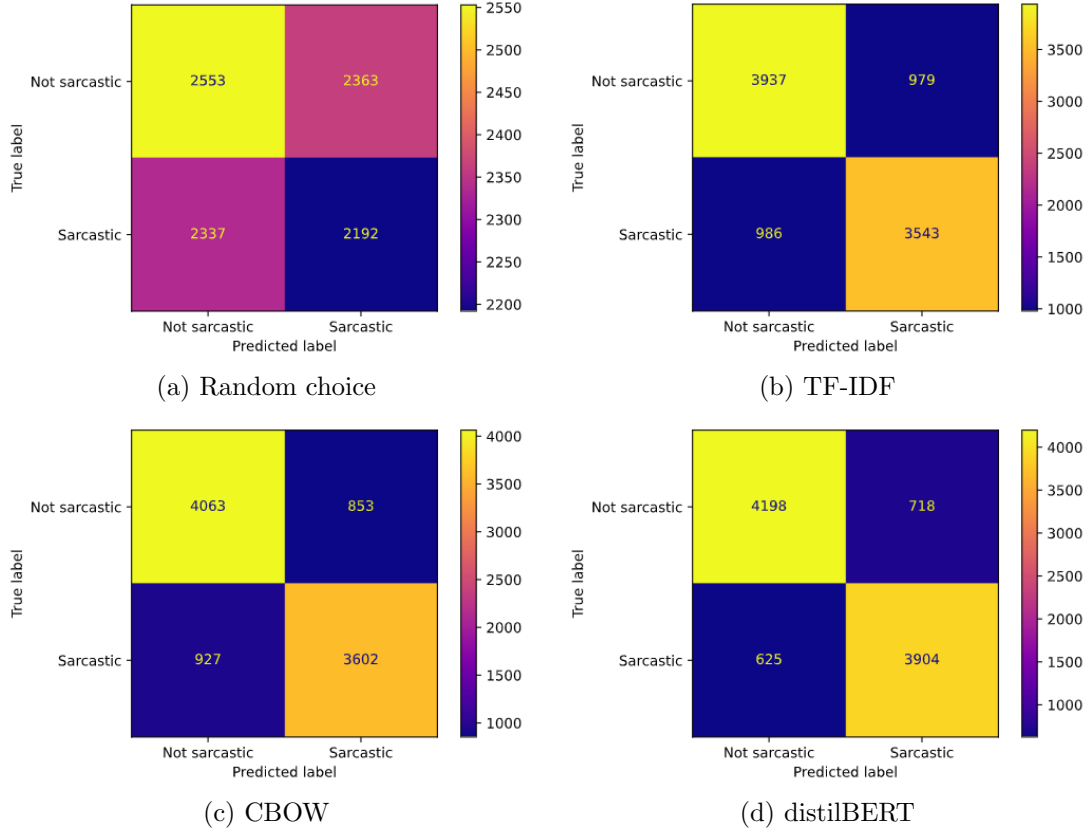 Not sarcastic
Sarcastic
True label
2553
2363
2337
2192
Not sarcastic
Sarcastic
Predicted label
2550
2500
2450
2400
2350
2300
2250
2200
(a) Random choice
Not sarcastic
Sarcastic
True label
3937
979
986
3543
Not sarcastic
Sarcastic
Predicted label
3500
3000
2500
2000
1500
1000
(b) TF-IDF
Not sarcastic
Sarcastic
True label
4063
853
927
3602
Not sarcastic
Sarcastic
Predicted label
4000
3500
3000
2500
2000
1500
1000
(c) CBOW
Not sarcastic
Sarcastic
True label
4198
718
625
3904
Not sarcastic
Sarcastic
Predicted label
4000
3500
3000
2500
2000
1500
1000
(d) distilBERT